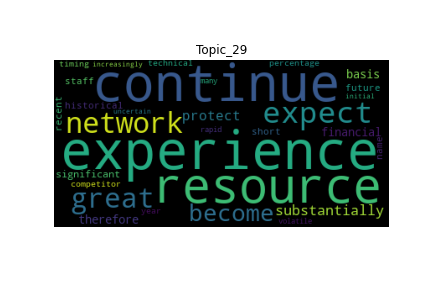 Topic_29
timing increasingly technical percentage
continue basis
staff many future
initial
recent historical uncertain expect
network protect
rapid short financial
experience name
significant resource
competitor
great become substantially
therefore year volatile